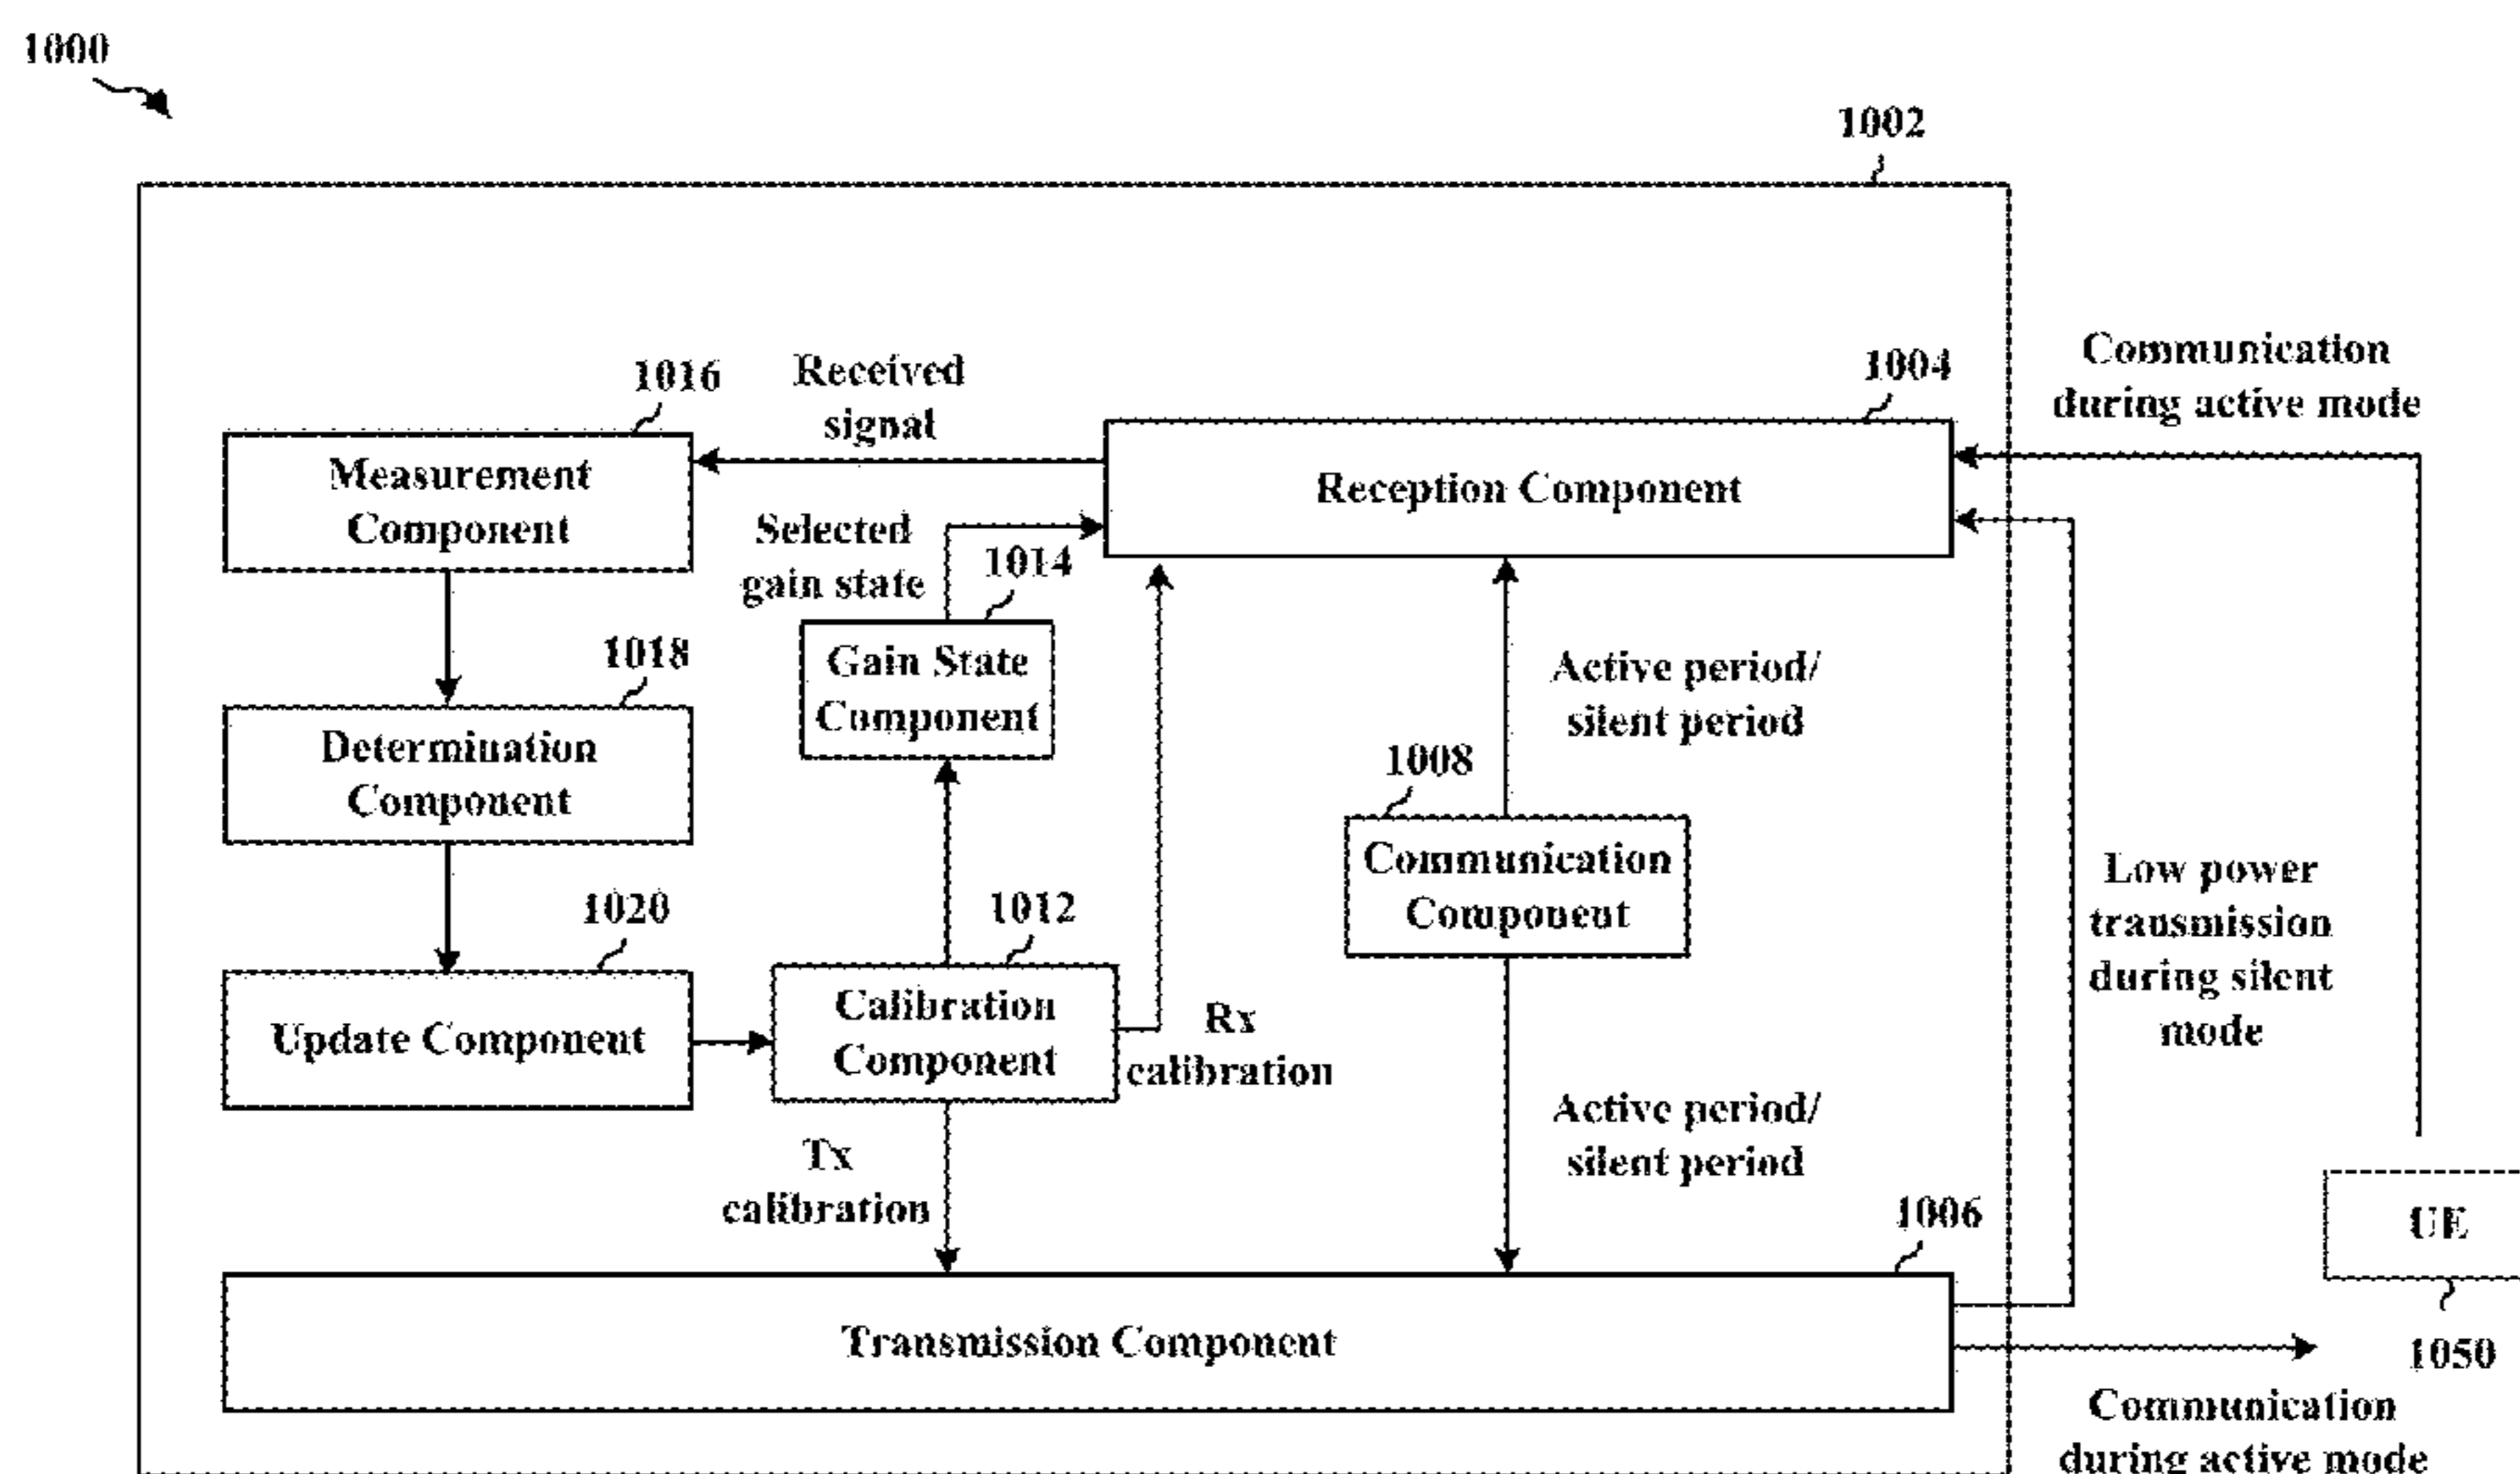 1000
1002
Communication
during active mode
1004
Received
signal
1016
Measurement
Component
Reception Component
Selected
gain state
1014
Gain State
Component
Active period/
silent period
1018
Determination
Component
1008
Communication
Component
Low power
transmission
during silent
mode
1020
1012
Update Component
Calibration
Component
Rx
calibration
Tx
calibration
Active period/
silent period
1006
UE
1050
Transmission Component
Communication
during active mode